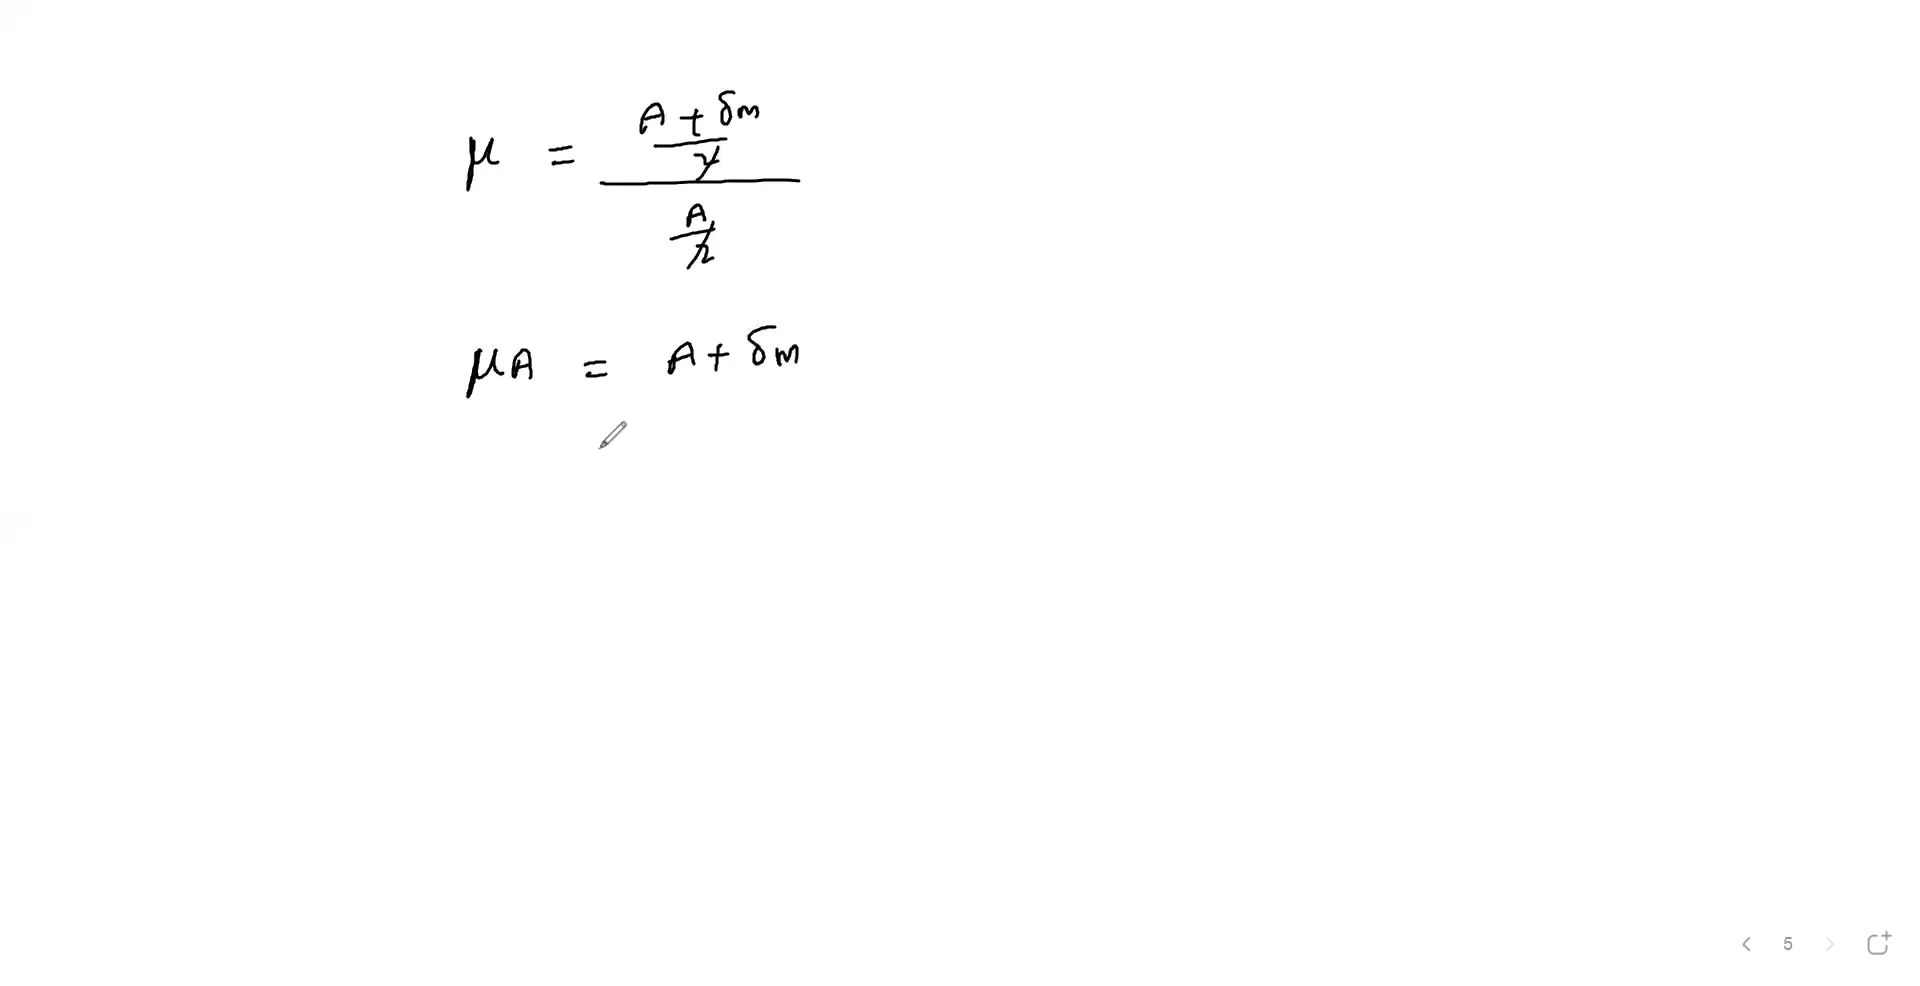 μ = (A + δm)/2 / A/2
μA = A + δm
5